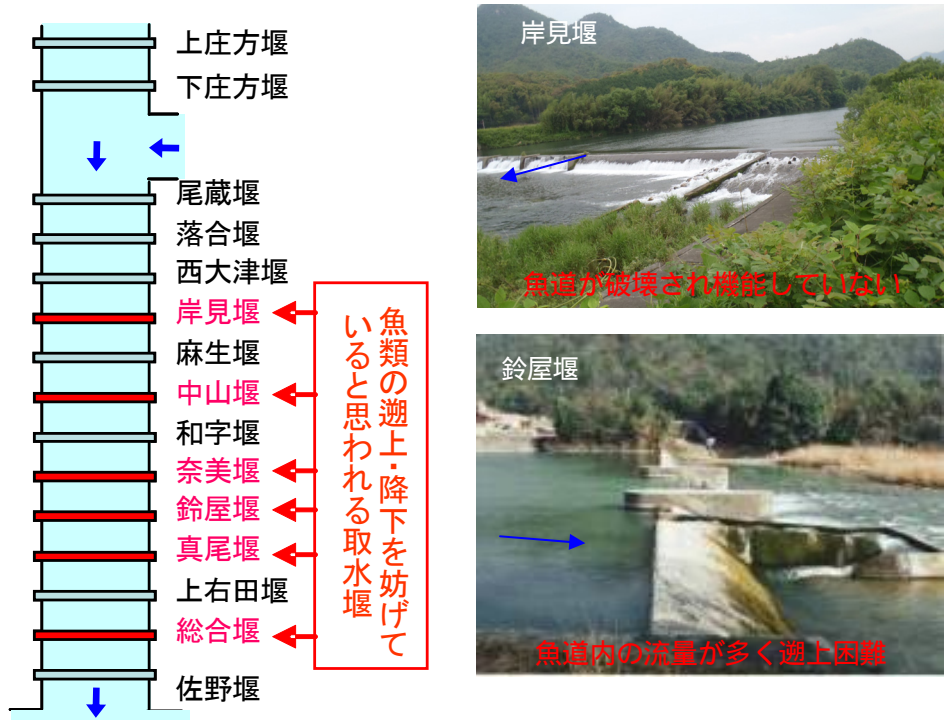 上庄方堰
下庄方堰
尾蔵堰
落合堰
西大津堰
岸見堰
麻生堰
中山堰
和字堰
奈美堰
鈴屋堰
真尾堰
上右田堰
総合堰
佐野堰
魚類の遡上・降下を妨げて
いると思われる取水堰
岸見堰
魚道が破壊され機能していない
鈴屋堰
魚道内の流量が多く遡上困難